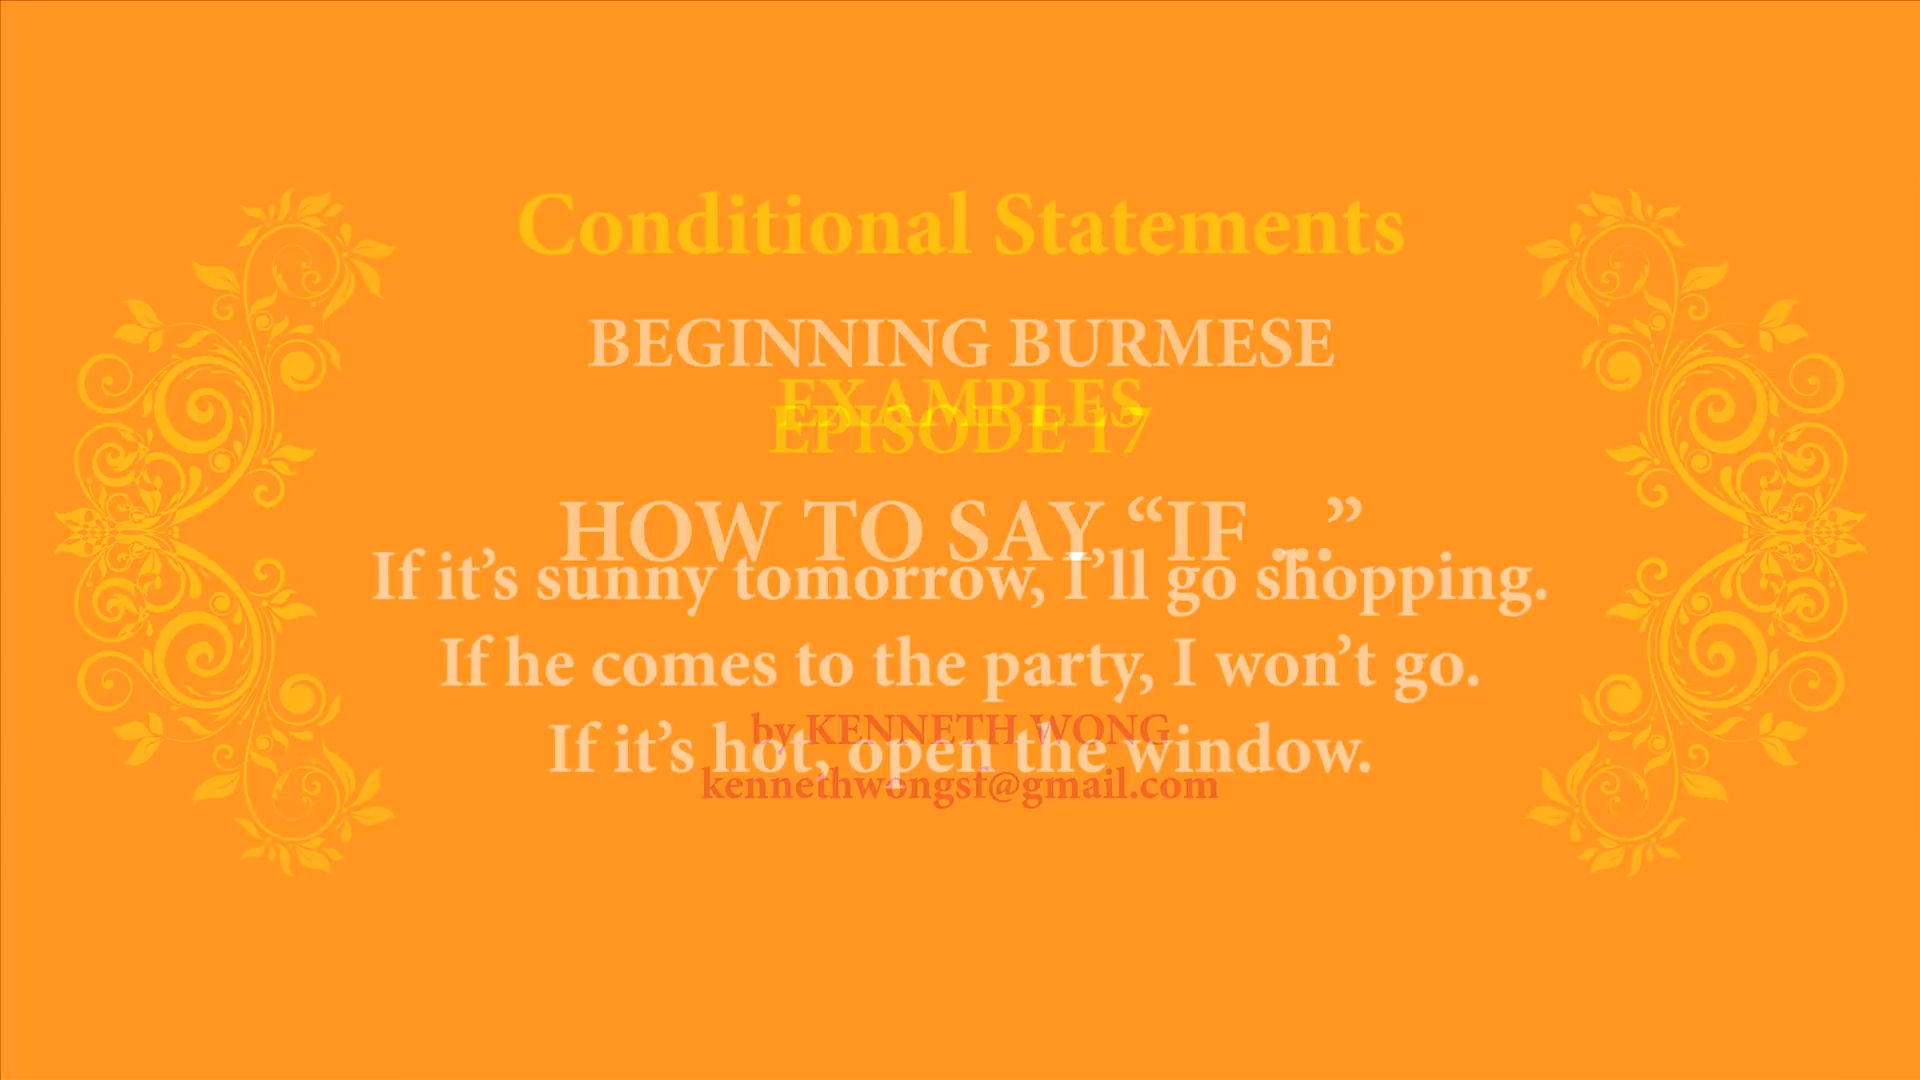 Conditional Statements
BEGINNING BURMESE
EXAMPLES
EPISODE 17
HOW TO SAY “IF ...”
If it’s sunny tomorrow, I’ll go shopping.
If he comes to the party, I won’t go.
by KENNETH WONG
If it’s hot, open the window.
kennethwongsf@gmail.com